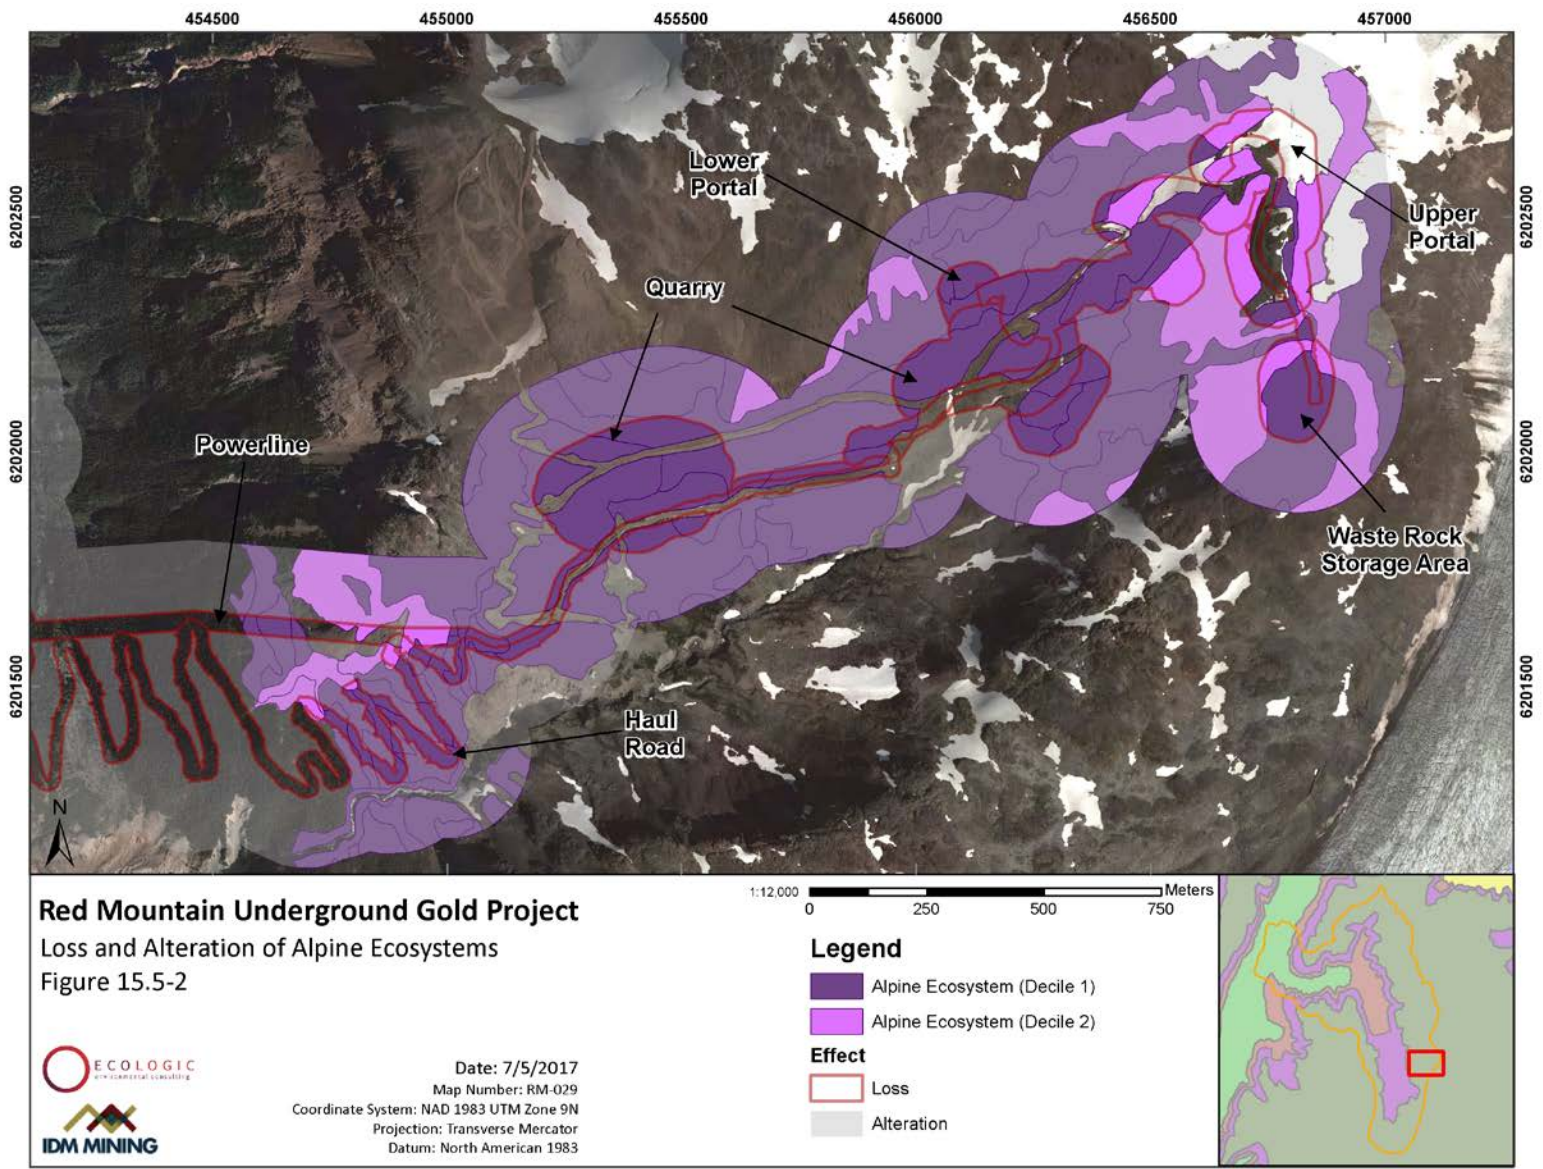 454500 455000 455500 456000 456500 457000
6202500
6202000
6201500
6202500
6202000
6201500
Lower
Portal
Upper
Portal
Quarry
Powerline
Waste Rock
Storage Area
Haul
Road
N
Red Mountain Underground Gold Project
Loss and Alteration of Alpine Ecosystems
Figure 15.5-2
ECOLOGIC
environmental consulting
IDM MINING
Date: 7/5/2017
Map Number: RM-029
Coordinate System: NAD 1983 UTM Zone 9N
Projection: Transverse Mercator
Datum: North American 1983
1:12,000 Meters
0 250 500 750
Legend
Alpine Ecosystem (Decile 1)
Alpine Ecosystem (Decile 2)
Effect
Loss
Alteration